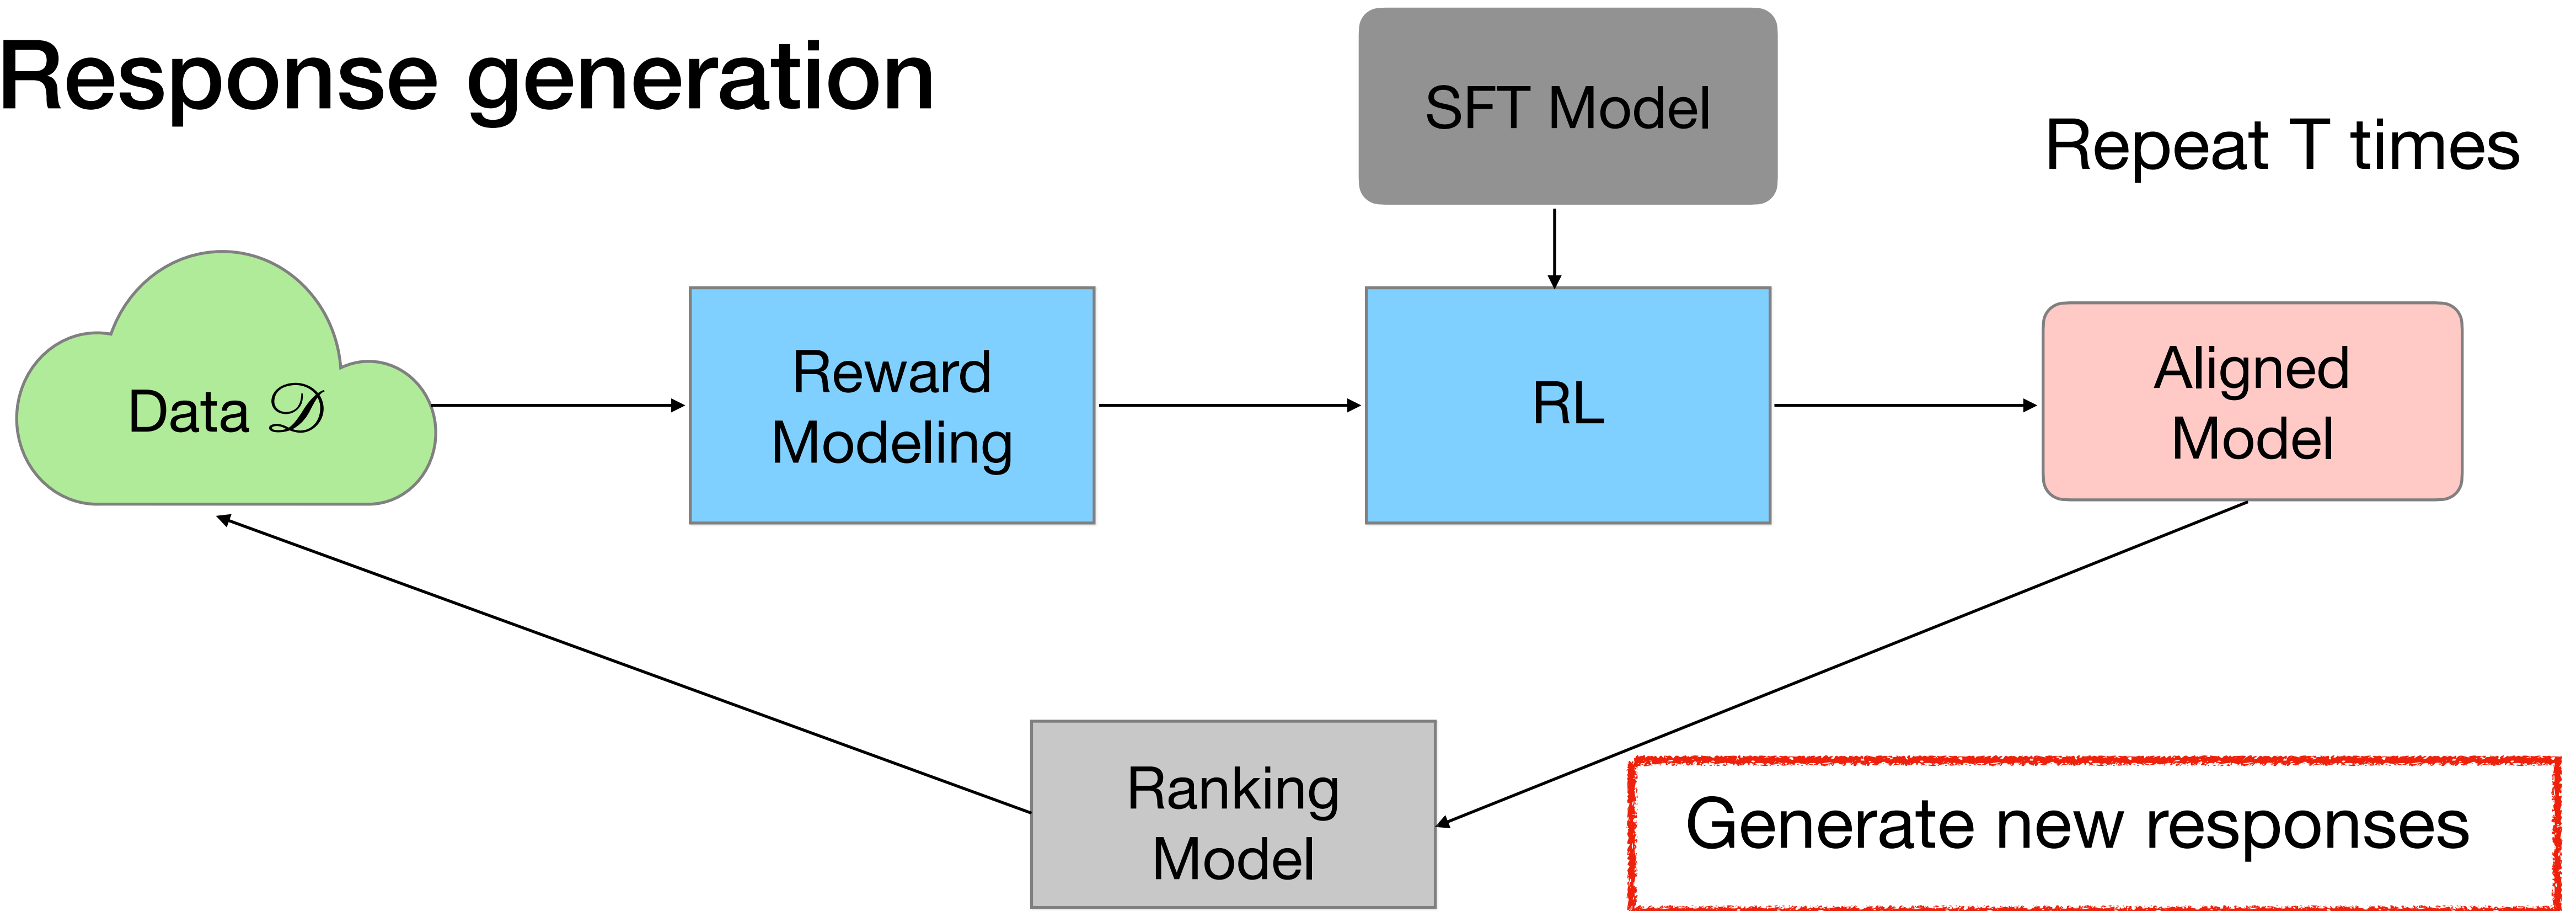 Response generation
SFT Model
Repeat T times
Data 𝒟
Reward
Modeling
RL
Aligned
Model
Ranking
Model
Generate new responses